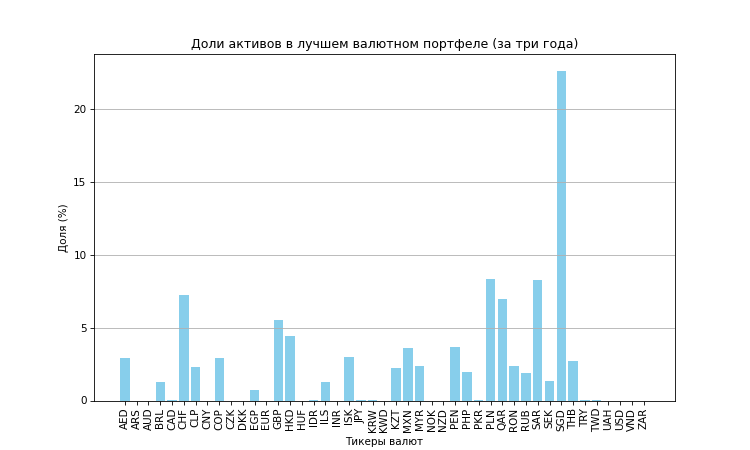 Доли активов в лучшем валютном портфеле (за три года)
Доля (%)
20
15
10
5
0
AED ARS AUD BRL CAD CHF CLP CNY COP CZK DKK EGP EUR GBP HKD HUF IDR ILS INR ISK JPY KRW KWD KZT MXN MYR NOK NZD PEN PHP PKR PLN QAR RON RUB SAR SEK SGD THB TRY TWD UAH USD VND ZAR
Тикеры валют